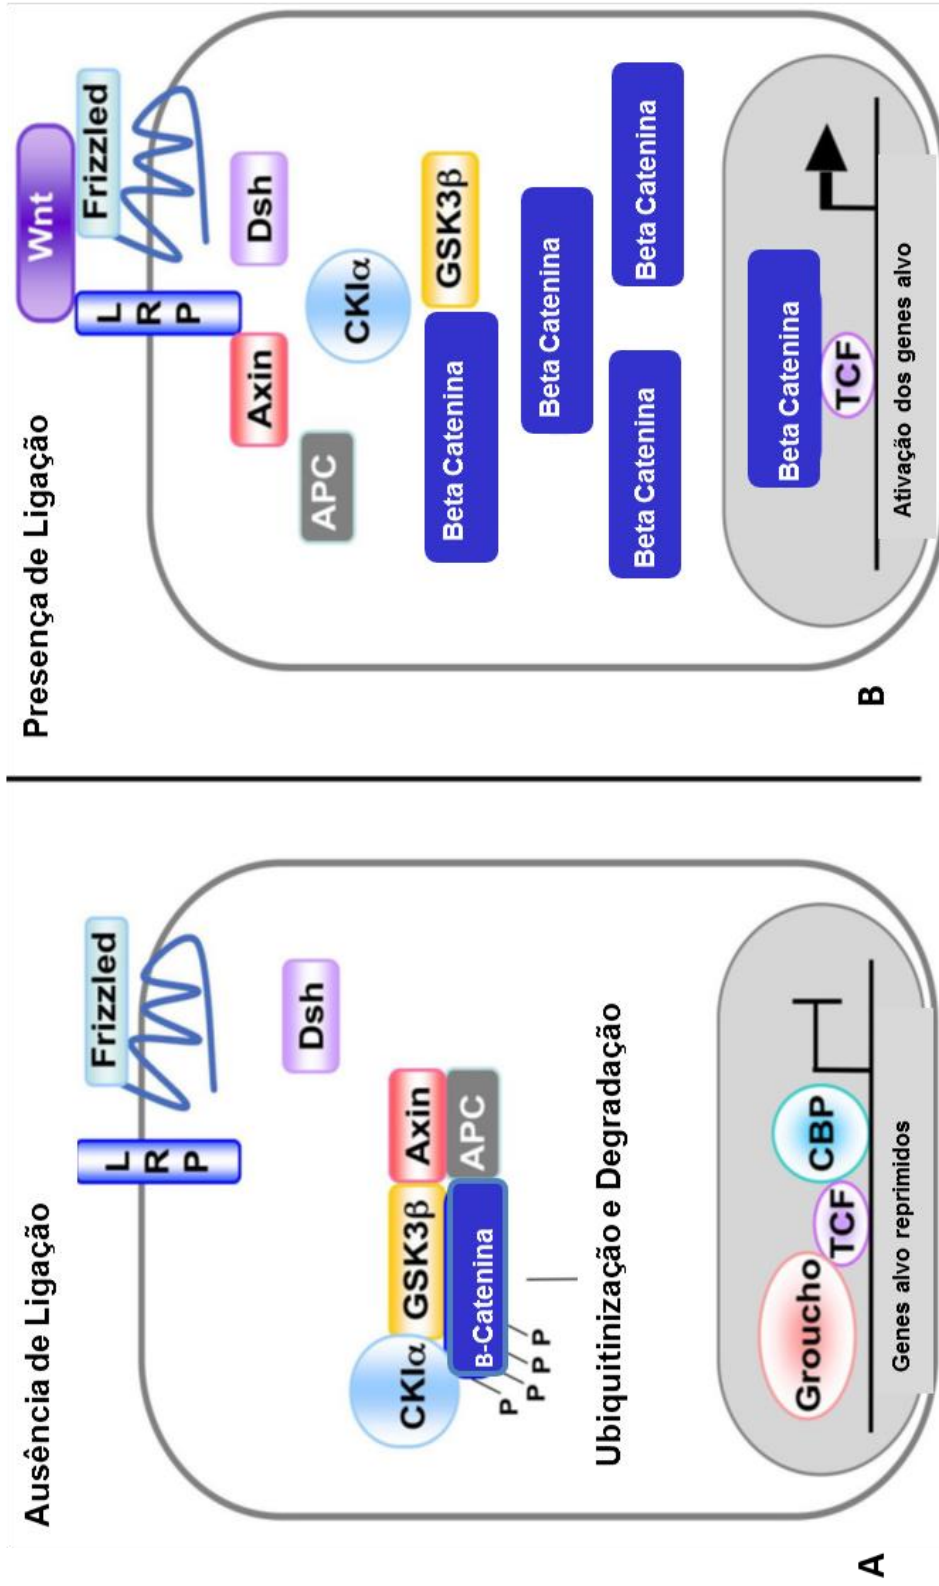 Ausência de Ligação
Frizzled
L
R
P
Dsh
CKIα
GSK3β
Axin
B-Catenina
APC
P
P
P
P
Ubiquitinização e Degradação
Groucho
TCF
CBP
Genes alvo reprimidos
A
Presença de Ligação
Wnt
Frizzled
L
R
P
Axin
Dsh
APC
CKIα
Beta Catenina
GSK3β
Beta Catenina
Beta Catenina
Beta Catenina
Beta Catenina
TCF
Ativação dos genes alvo
B